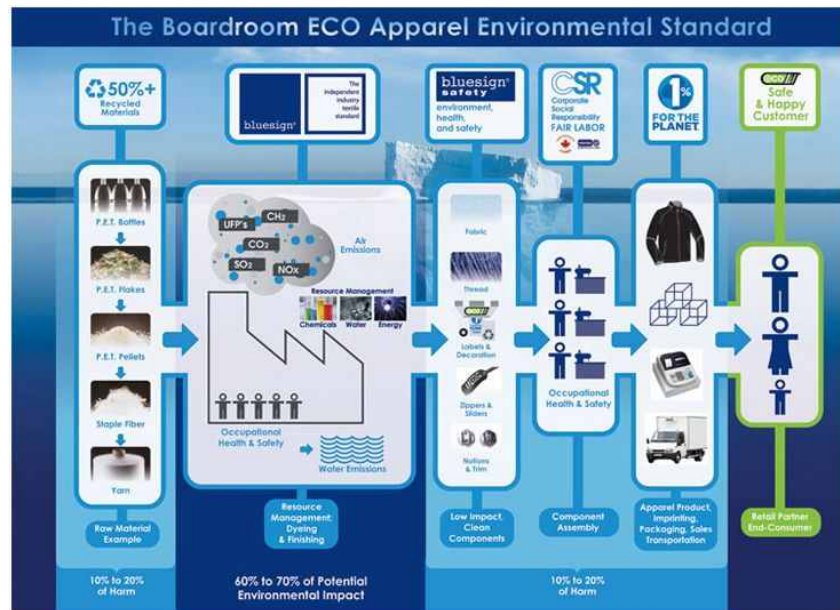 The Boardroom ECO Apparel Environmental Standard
50%+
Recycled
Materials
bluesign®
The
independent
industry
textile
standard
bluesign®
safety
environment,
health,
and safety
CSR
Corporate
Social
Responsibility
FAIR LABOR
1%
FOR THE
PLANET
eco
Safe
& Happy
Customer
P.E.T. Bottles
P.E.T. Flakes
P.E.T. Pellets
Staple Fiber
Yarn
UFP's
CH2
CO2
SO2
NOx
Air
Emissions
Resource Management
Chemicals
Water
Energy
Occupational
Health & Safety
Water Emissions
Fabric
Thread
Labels &
Decoration
Zippers &
Sliders
Notions
& Trim
Occupational
Health & Safety
Raw Material
Example
Resource
Management;
Dyeing
& Finishing
Low Impact,
Clean
Components
Component
Assembly
Apparel Product,
Imprinting,
Packaging, Sales
Transportation
Retail Partner
End-Consumer
10% to 20%
of Harm
60% to 70% of Potential
Environmental Impact
10% to 20%
of Harm